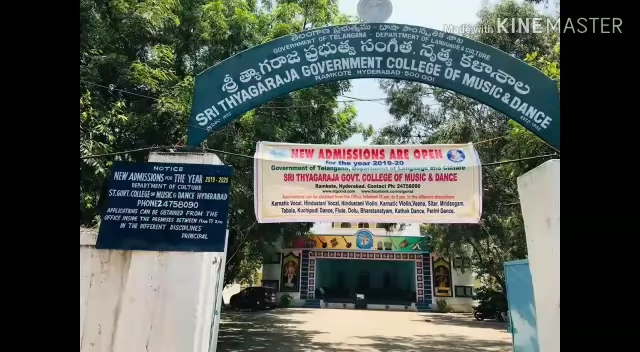 Made with KINEMASTER
తెలంగాణ ప్రభుత్వం - భాషా సాంస్కృతిక శాఖ
GOVERNMENT OF TELANGANA - DEPARTMENT OF LANGUAGE & CULTURE
శ్రీ త్యాగరాజ ప్రభుత్వ సంగీత, నృత్య కళాశాల
SRI THYAGARAJA GOVERNMENT COLLEGE OF MUSIC & DANCE
RAMKOTE, HYDERABAD - 500 001
NEW ADMISSIONS ARE OPEN
for the year 2019-20
Government of Telangana, Department of Language & Culture
SRI THYAGARAJA GOVT. COLLEGE OF MUSIC & DANCE
Ramkote, Hyderabad. Contact Ph: 24758090
Karnatic Vocal, Hindustani Vocal, Hindustani Violin, Karnatic Violin/Veena, Sitar, Mridangam,
Tabala, Kuchipudi Dance, Flute, Dolu, Bharatanatyam, Kathak Dance, Perini Dance.
NOTICE
NEW ADMISSIONS FOR THE YEAR 2019-2020
DEPARTMENT OF CULTURE
S.T. GOVT. COLLEGE OF MUSIC & DANCE HYDERABAD
PHONE: 24758090
APPLICATIONS CAN BE OBTAINED FROM THE
OFFICE INSIDE THE PREMISES BETWEEN
IN THE DIFFERENT DISCIPLINES
PRINCIPAL